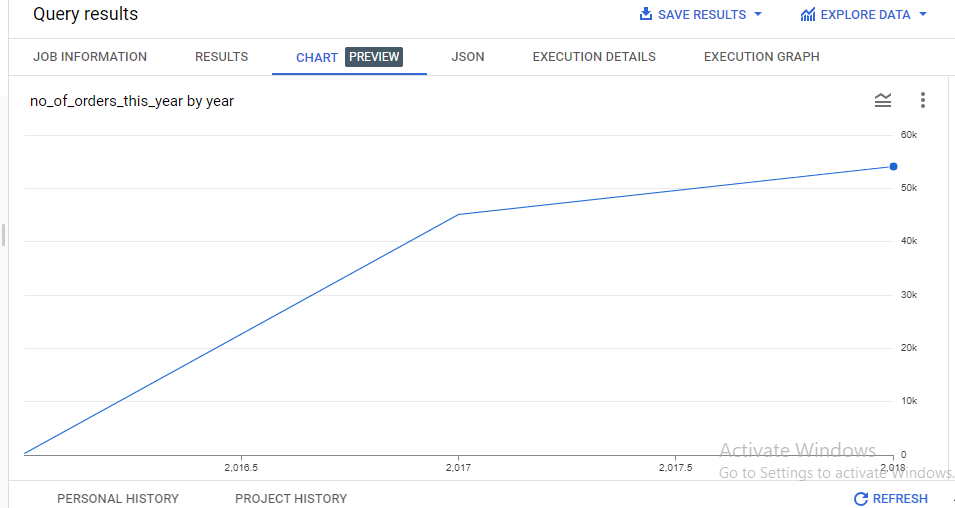 Query results
SAVE RESULTS
EXPLORE DATA
JOB INFORMATION
RESULTS
CHART PREVIEW
JSON
EXECUTION DETAILS
EXECUTION GRAPH
no_of_orders_this_year by year
60k
50k
40k
30k
20k
10k
0
2,016.5
2,017
2,017.5
2,018
Activate Windows
Go to Settings to activate Windows.
PERSONAL HISTORY
PROJECT HISTORY
REFRESH